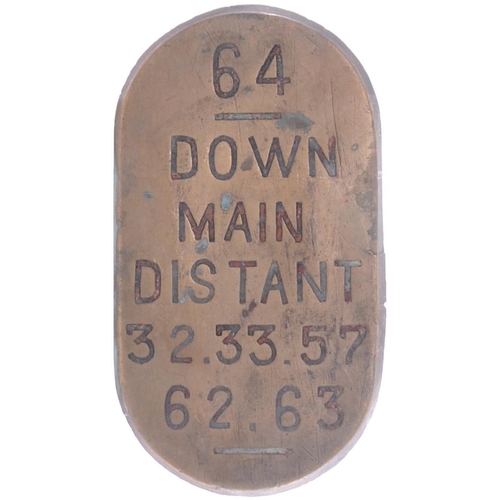 64
DOWN
MAIN
DISTANT
32.33.57
62.63